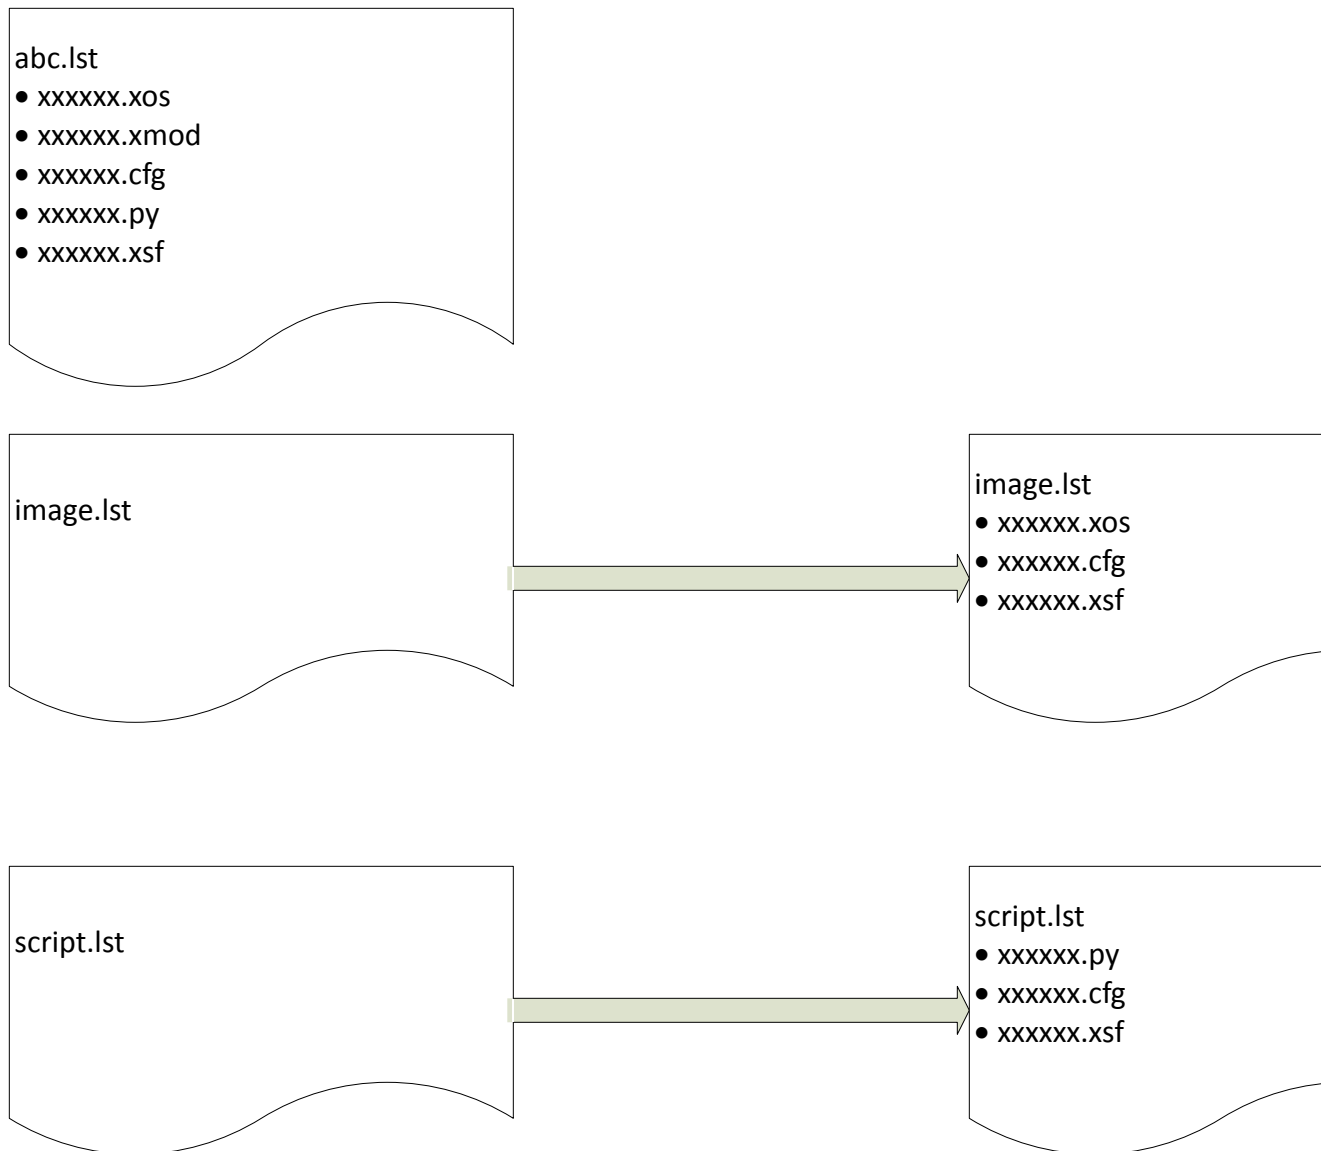 abc.lst
• xxxxxx.xos
• xxxxxx.xmod
• xxxxxx.cfg
• xxxxxx.py
• xxxxxx.xsf
image.lst
image.lst
• xxxxxx.xos
• xxxxxx.cfg
• xxxxxx.xsf
script.lst
script.lst
• xxxxxx.py
• xxxxxx.cfg
• xxxxxx.xsf